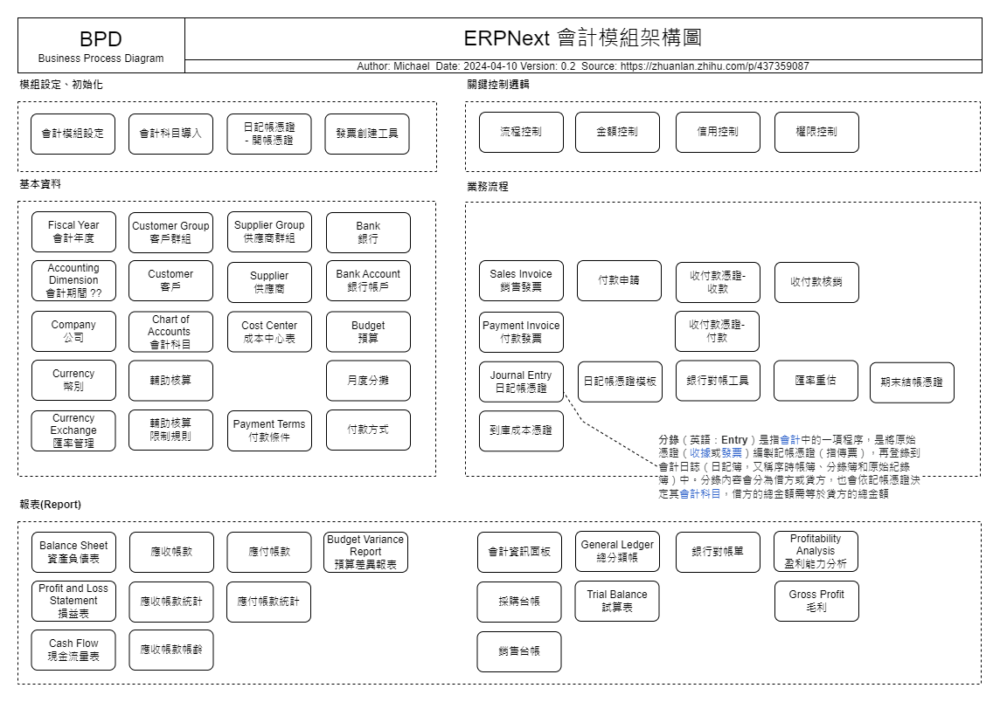 BPD
Business Process Diagram
ERPNext 會計模組架構圖
Author: Michael  Date: 2024-04-10 Version: 0.2  Source: https://zhuanlan.zhihu.com/p/437359087
模組設定、初始化
會計模組設定
會計科目導入
日記帳憑證
- 開帳憑證
發票創建工具
關鍵控制邏輯
流程控制
金額控制
信用控制
權限控制
基本資料
Fiscal Year
會計年度
Customer Group
客戶群組
Supplier Group
供應商群組
Bank
銀行
Accounting
Dimension
會計期間 ??
Customer
客戶
Supplier
供應商
Bank Account
銀行帳戶
Company
公司
Chart of
Accounts
會計科目
Cost Center
成本中心表
Budget
預算
Currency
幣別
輔助核算
月度分攤
Currency
Exchange
匯率管理
輔助核算
限制規則
Payment Terms
付款條件
付款方式
業務流程
Sales Invoice
銷售發票
付款申請
收付款憑證-
收款
收付款核銷
Payment Invoice
付款發票
收付款憑證-
付款
Journal Entry
日記帳憑證
日記帳憑證模板
銀行對帳工具
匯率重估
期末結帳憑證
到庫成本憑證
分錄（英語：Entry）是指會計中的一項程序，是將原始
憑證（收據或發票）編製記帳憑證（指傳票），再登錄到
會計日誌（日記簿，又稱序時帳簿、分錄簿和原始紀錄
簿）中。分錄內容會分為借方或貸方，也會依記帳憑證決
定其會計科目，借方的總金額需等於貸方的總金額
報表(Report)
Balance Sheet
資產負債表
應收帳款
應付帳款
Budget Variance
Report
預算差異報表
會計資訊面板
General Ledger
總分類帳
銀行對帳單
Profitability
Analysis
盈利能力分析
Profit and Loss
Statement
損益表
應收帳款統計
應付帳款統計
採購台帳
Trial Balance
試算表
Gross Profit
毛利
Cash Flow
現金流量表
應收帳款帳齡
銷售台帳